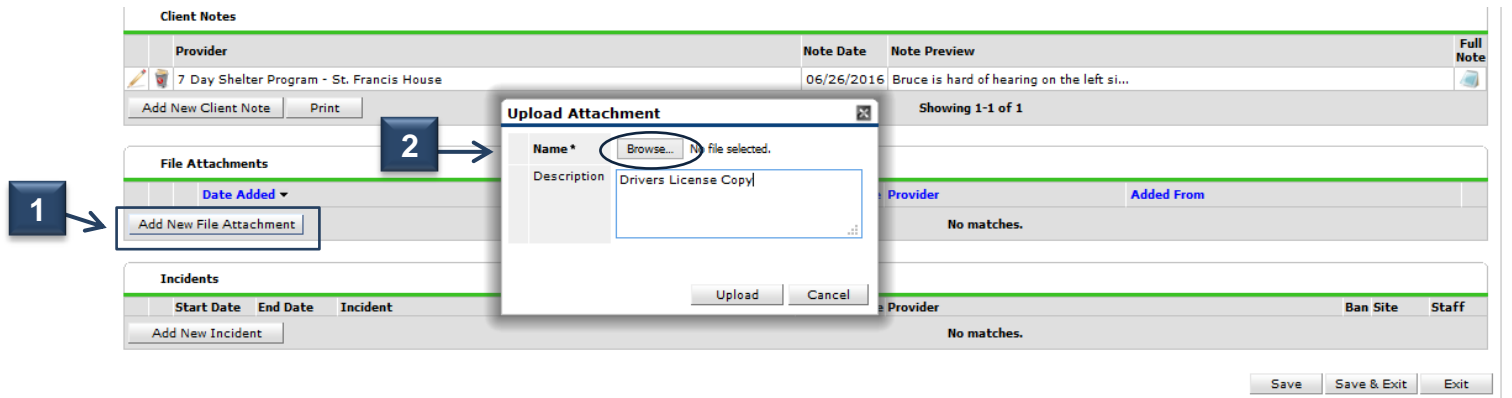 Client Notes
Provider Note Date Note Preview Full Note
7 Day Shelter Program - St. Francis House 06/26/2016 Bruce is hard of hearing on the left si...
Add New Client Note Print Showing 1-1 of 1
Upload Attachment
2
Name* Browse... No file selected.
Description Drivers License Copy
Upload Cancel
File Attachments
1
Date Added Provider Added From
Add New File Attachment No matches.
Incidents
Start Date End Date Incident Provider Ban Site Staff
Add New Incident No matches.
Save Save & Exit Exit